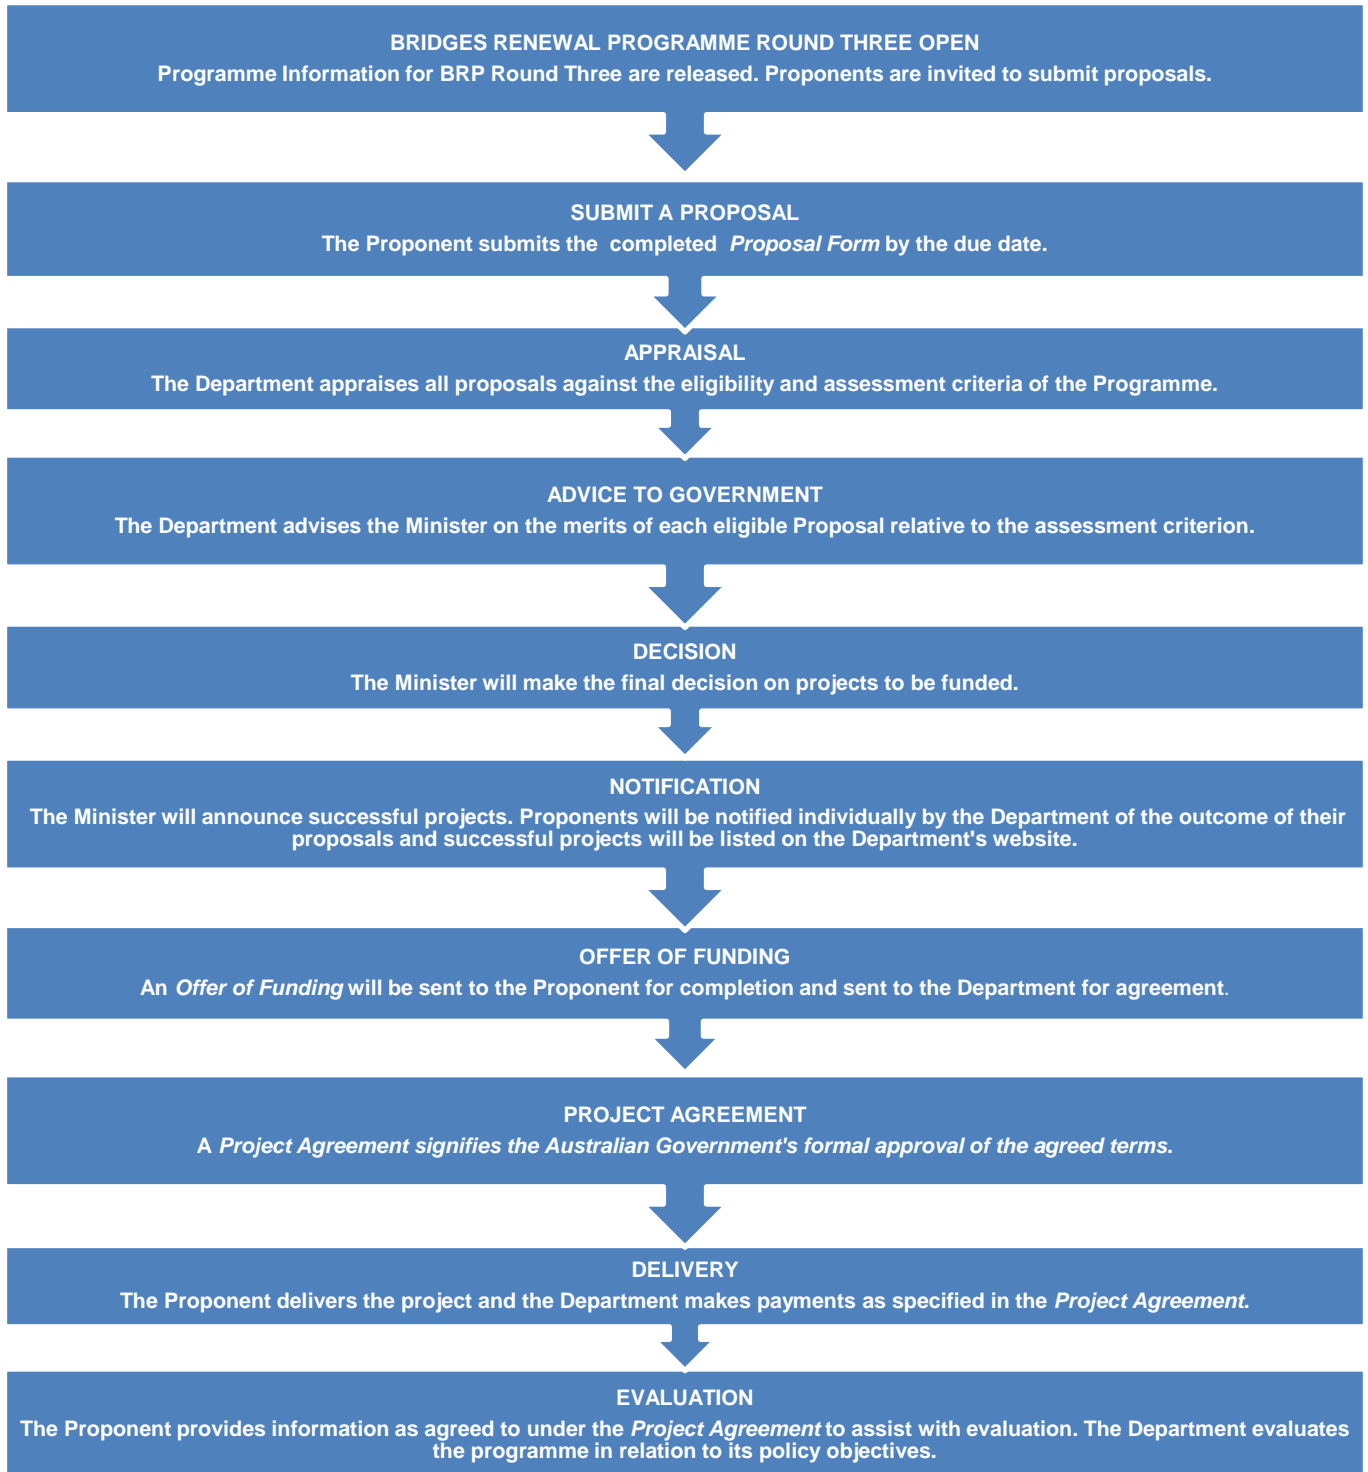 BRIDGES RENEWAL PROGRAMME ROUND THREE OPEN
Programme Information for BRP Round Three are released. Proponents are invited to submit proposals.
SUBMIT A PROPOSAL
The Proponent submits the completed Proposal Form by the due date.
APPRAISAL
The Department appraises all proposals against the eligibility and assessment criteria of the Programme.
ADVICE TO GOVERNMENT
The Department advises the Minister on the merits of each eligible Proposal relative to the assessment criterion.
DECISION
The Minister will make the final decision on projects to be funded.
NOTIFICATION
The Minister will announce successful projects. Proponents will be notified individually by the Department of the outcome of their
proposals and successful projects will be listed on the Department's website.
OFFER OF FUNDING
An Offer of Funding will be sent to the Proponent for completion and sent to the Department for agreement.
PROJECT AGREEMENT
A Project Agreement signifies the Australian Government's formal approval of the agreed terms.
DELIVERY
The Proponent delivers the project and the Department makes payments as specified in the Project Agreement.
EVALUATION
The Proponent provides information as agreed to under the Project Agreement to assist with evaluation. The Department evaluates
the programme in relation to its policy objectives.